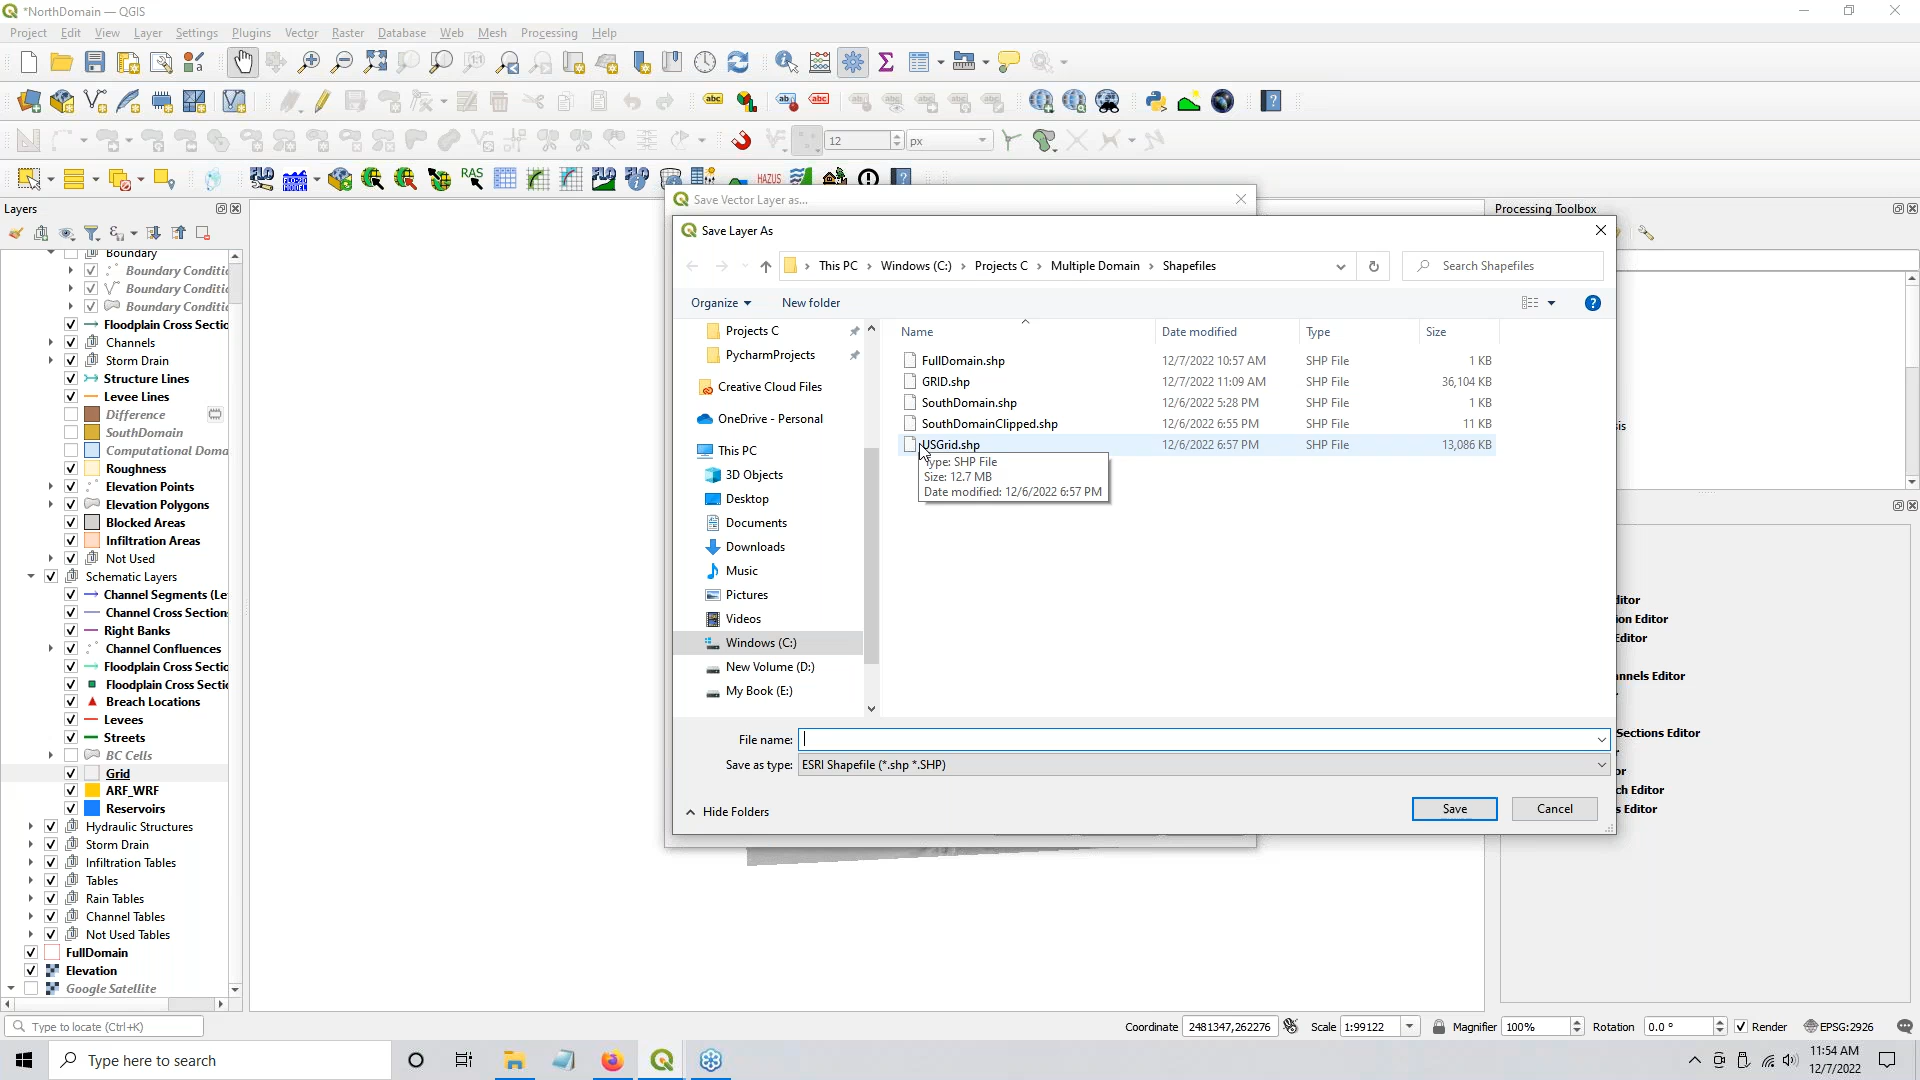 *NorthDomain — QGIS
Project Edit View Layer Settings Plugins Vector Raster Database Web Mesh Processing Help
12 px
RAS HAZUS
Layers
Boundary
Boundary Conditi
Boundary Conditi
Boundary Conditi
Floodplain Cross Sectio
Channels
Storm Drain
Structure Lines
Levee Lines
Difference
SouthDomain
Computational Doma
Roughness
Elevation Points
Elevation Polygons
Blocked Areas
Infiltration Areas
Not Used
Schematic Layers
Channel Segments (Le
Channel Cross Section
Right Banks
Channel Confluences
Floodplain Cross Sectio
Floodplain Cross Sectio
Breach Locations
Levees
Streets
BC Cells
Grid
ARF_WRF
Reservoirs
Hydraulic Structures
Storm Drain
Infiltration Tables
Tables
Rain Tables
Channel Tables
Not Used Tables
FullDomain
Elevation
Google Satellite
Save Vector Layer as...
Save Layer As
This PC › Windows (C:) › Projects C › Multiple Domain › Shapefiles
Search Shapefiles
Organize New folder
Projects C
PycharmProjects
Creative Cloud Files
OneDrive - Personal
This PC
3D Objects
Desktop
Documents
Downloads
Music
Pictures
Videos
Windows (C:)
New Volume (D:)
My Book (E:)
Name Date modified Type Size
FullDomain.shp 12/7/2022 10:57 AM SHP File 1 KB
GRID.shp 12/7/2022 11:09 AM SHP File 36,104 KB
SouthDomain.shp 12/6/2022 5:28 PM SHP File 1 KB
SouthDomainClipped.shp 12/6/2022 6:55 PM SHP File 11 KB
USGrid.shp 12/6/2022 6:57 PM SHP File 13,086 KB
Type: SHP File
Size: 12.7 MB
Date modified: 12/6/2022 6:57 PM
File name:
Save as type: ESRI Shapefile (*.shp *.SHP)
Hide Folders
Save Cancel
Processing Toolbox
sis
ditor
ion Editor
Editor
nnels Editor
Sections Editor
or
ch Editor
s Editor
Type to locate (Ctrl+K)
Coordinate 2481347,262276 Scale 1:99122 Magnifier 100% Rotation 0.0 ° Render EPSG:2926
Type here to search
11:54 AM
12/7/2022